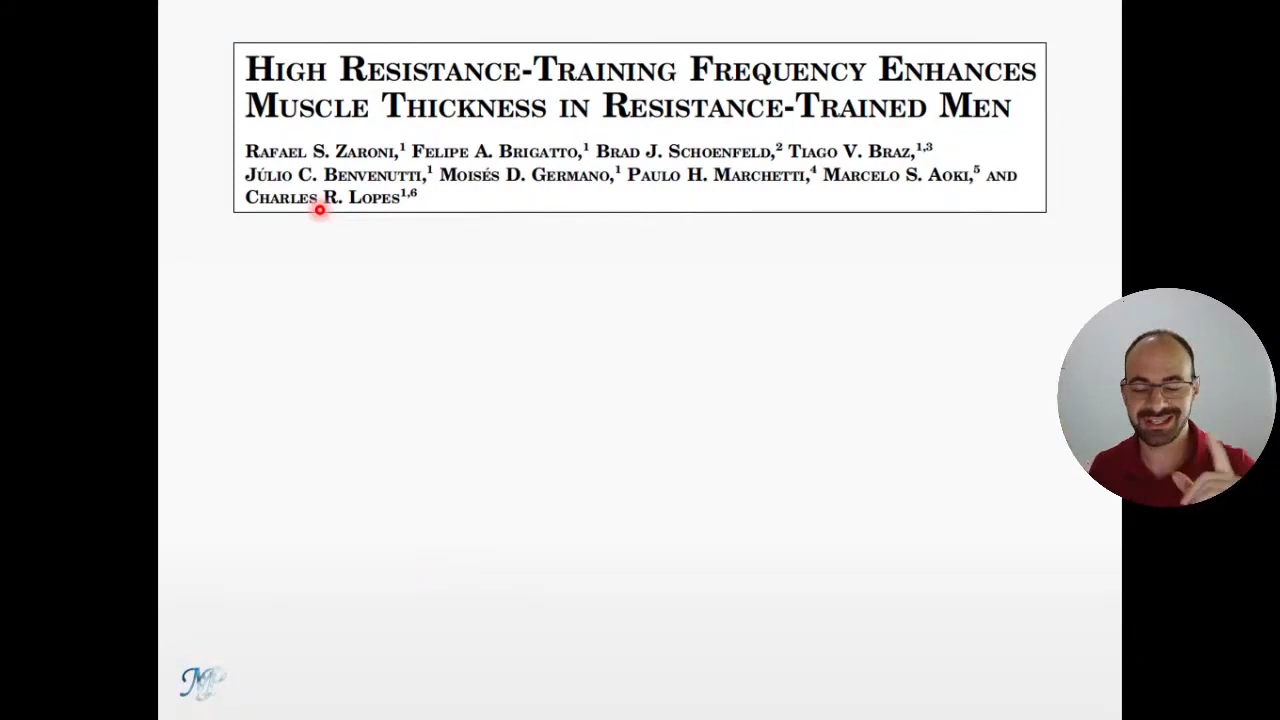 High Resistance-Training Frequency Enhances
Muscle Thickness in Resistance-Trained Men
Rafael S. Zaroni,¹ Felipe A. Brigatto,¹ Brad J. Schoenfeld,² Tiago V. Braz,¹,³
Júlio C. Benvenutti,¹ Moisés D. Germano,¹ Paulo H. Marchetti,⁴ Marcelo S. Aoki,⁵ and
Charles R. Lopes¹,⁶